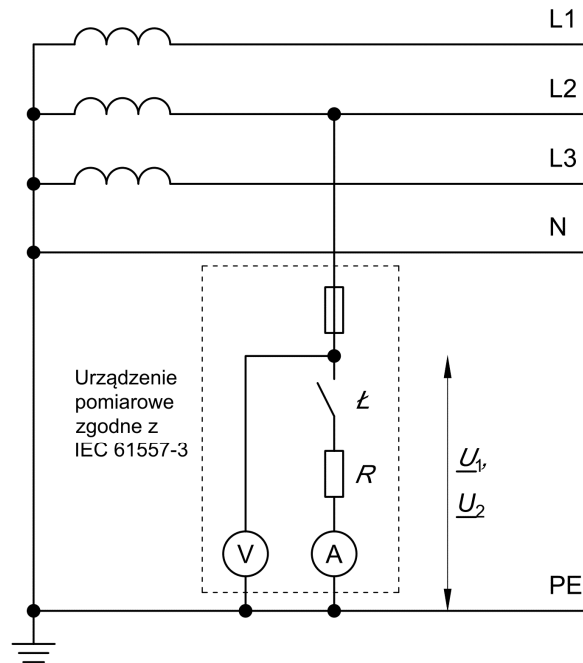 L1
L2
L3
N
Urządzenie
pomiarowe
zgodne z
IEC 61557-3
Ł
R
U1,
U2
V
A
PE